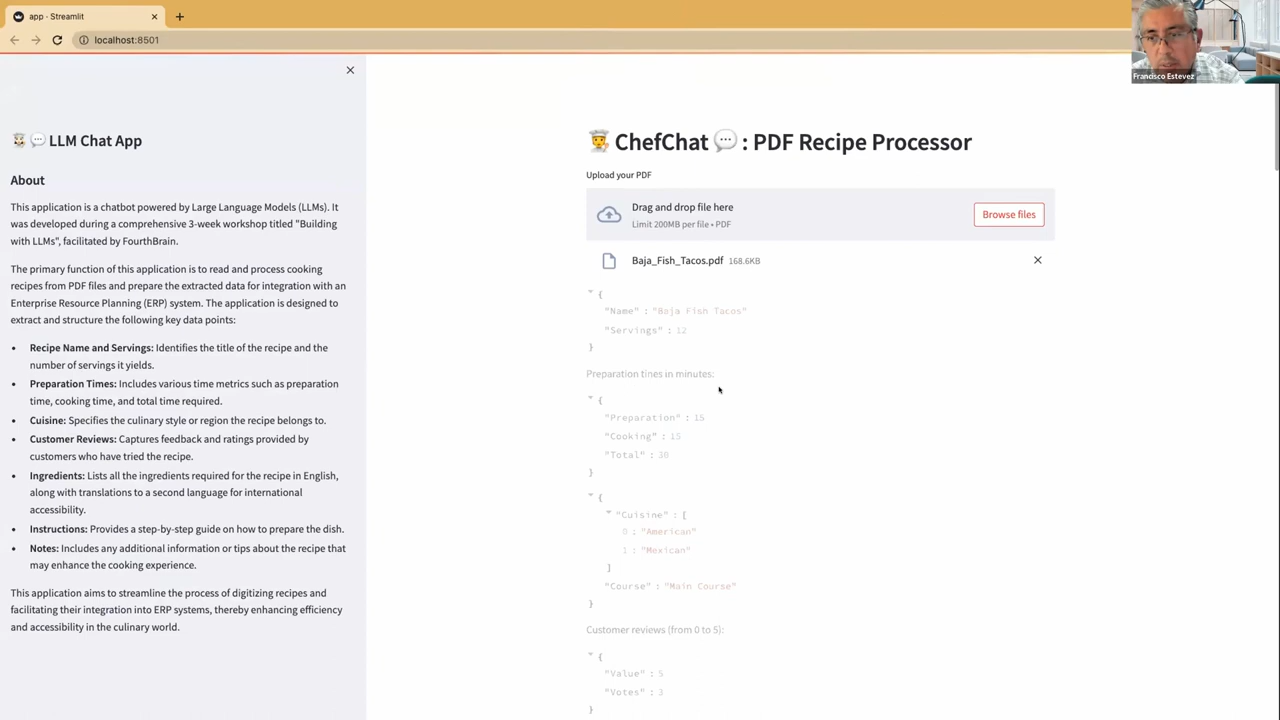 app · Streamlit
localhost:8501
Francisco Estevez
LLM Chat App
About
This application is a chatbot powered by Large Language Models (LLMs). It
was developed during a comprehensive 3-week workshop titled "Building
with LLMs", facilitated by FourthBrain.
The primary function of this application is to read and process cooking
recipes from PDF files and prepare the extracted data for integration with an
Enterprise Resource Planning (ERP) system. The application is designed to
extract and structure the following key data points:
• Recipe Name and Servings: Identifies the title of the recipe and the
number of servings it yields.
• Preparation Times: Includes various time metrics such as preparation
time, cooking time, and total time required.
• Cuisine: Specifies the culinary style or region the recipe belongs to.
• Customer Reviews: Captures feedback and ratings provided by
customers who have tried the recipe.
• Ingredients: Lists all the ingredients required for the recipe in English,
along with translations to a second language for international
accessibility.
• Instructions: Provides a step-by-step guide on how to prepare the dish.
• Notes: Includes any additional information or tips about the recipe that
may enhance the cooking experience.
This application aims to streamline the process of digitizing recipes and
facilitating their integration into ERP systems, thereby enhancing efficiency
and accessibility in the culinary world.
ChefChat 💬 : PDF Recipe Processor
Upload your PDF
Drag and drop file here
Limit 200MB per file • PDF
Browse files
Baja_Fish_Tacos.pdf 168.6KB
{
"Name" : "Baja Fish Tacos"
"Servings" : 12
}
Preparation tines in minutes:
{
"Preparation" : 15
"Cooking" : 15
"Total" : 30
}
{
"Cuisine" : [
0 : "American"
1 : "Mexican"
]
"Course" : "Main Course"
}
Customer reviews (from 0 to 5):
{
"Value" : 5
"Votes" : 3
}